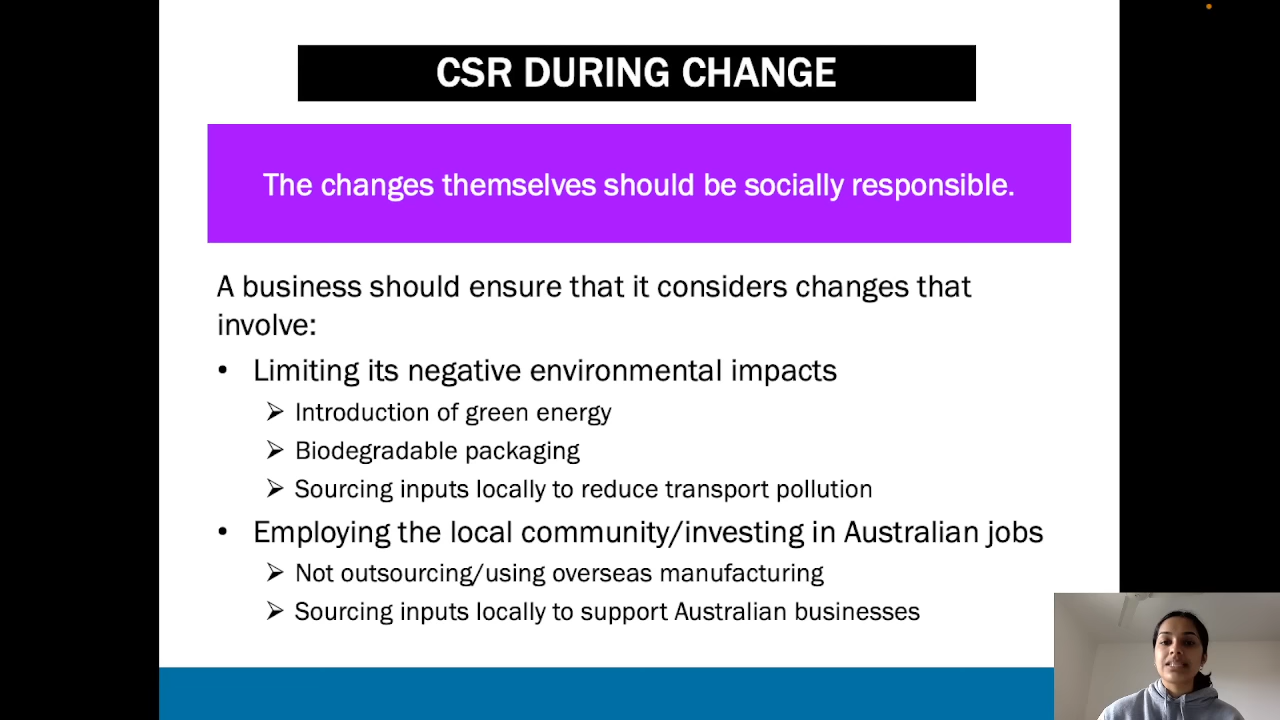 CSR DURING CHANGE
The changes themselves should be socially responsible.
A business should ensure that it considers changes that
involve:
• Limiting its negative environmental impacts
➢ Introduction of green energy
➢ Biodegradable packaging
➢ Sourcing inputs locally to reduce transport pollution
• Employing the local community/investing in Australian jobs
➢ Not outsourcing/using overseas manufacturing
➢ Sourcing inputs locally to support Australian businesses